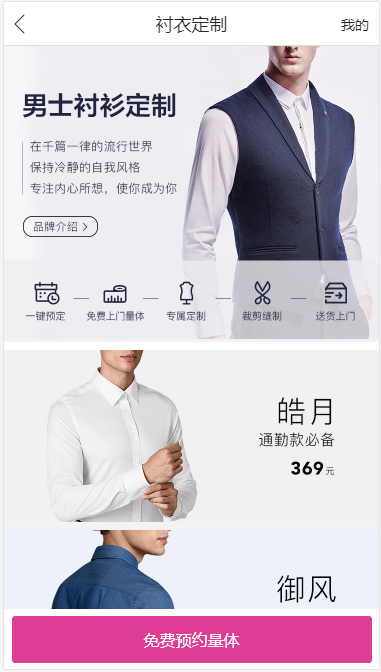 衬衣定制
我的
男士衬衫定制
在千篇一律的流行世界
保持冷静的自我风格
专注内心所想，使你成为你
品牌介绍
一键预定
免费上门量体
专属定制
裁剪缝制
送货上门
皓月
通勤款必备
369元
御风
免费预约量体